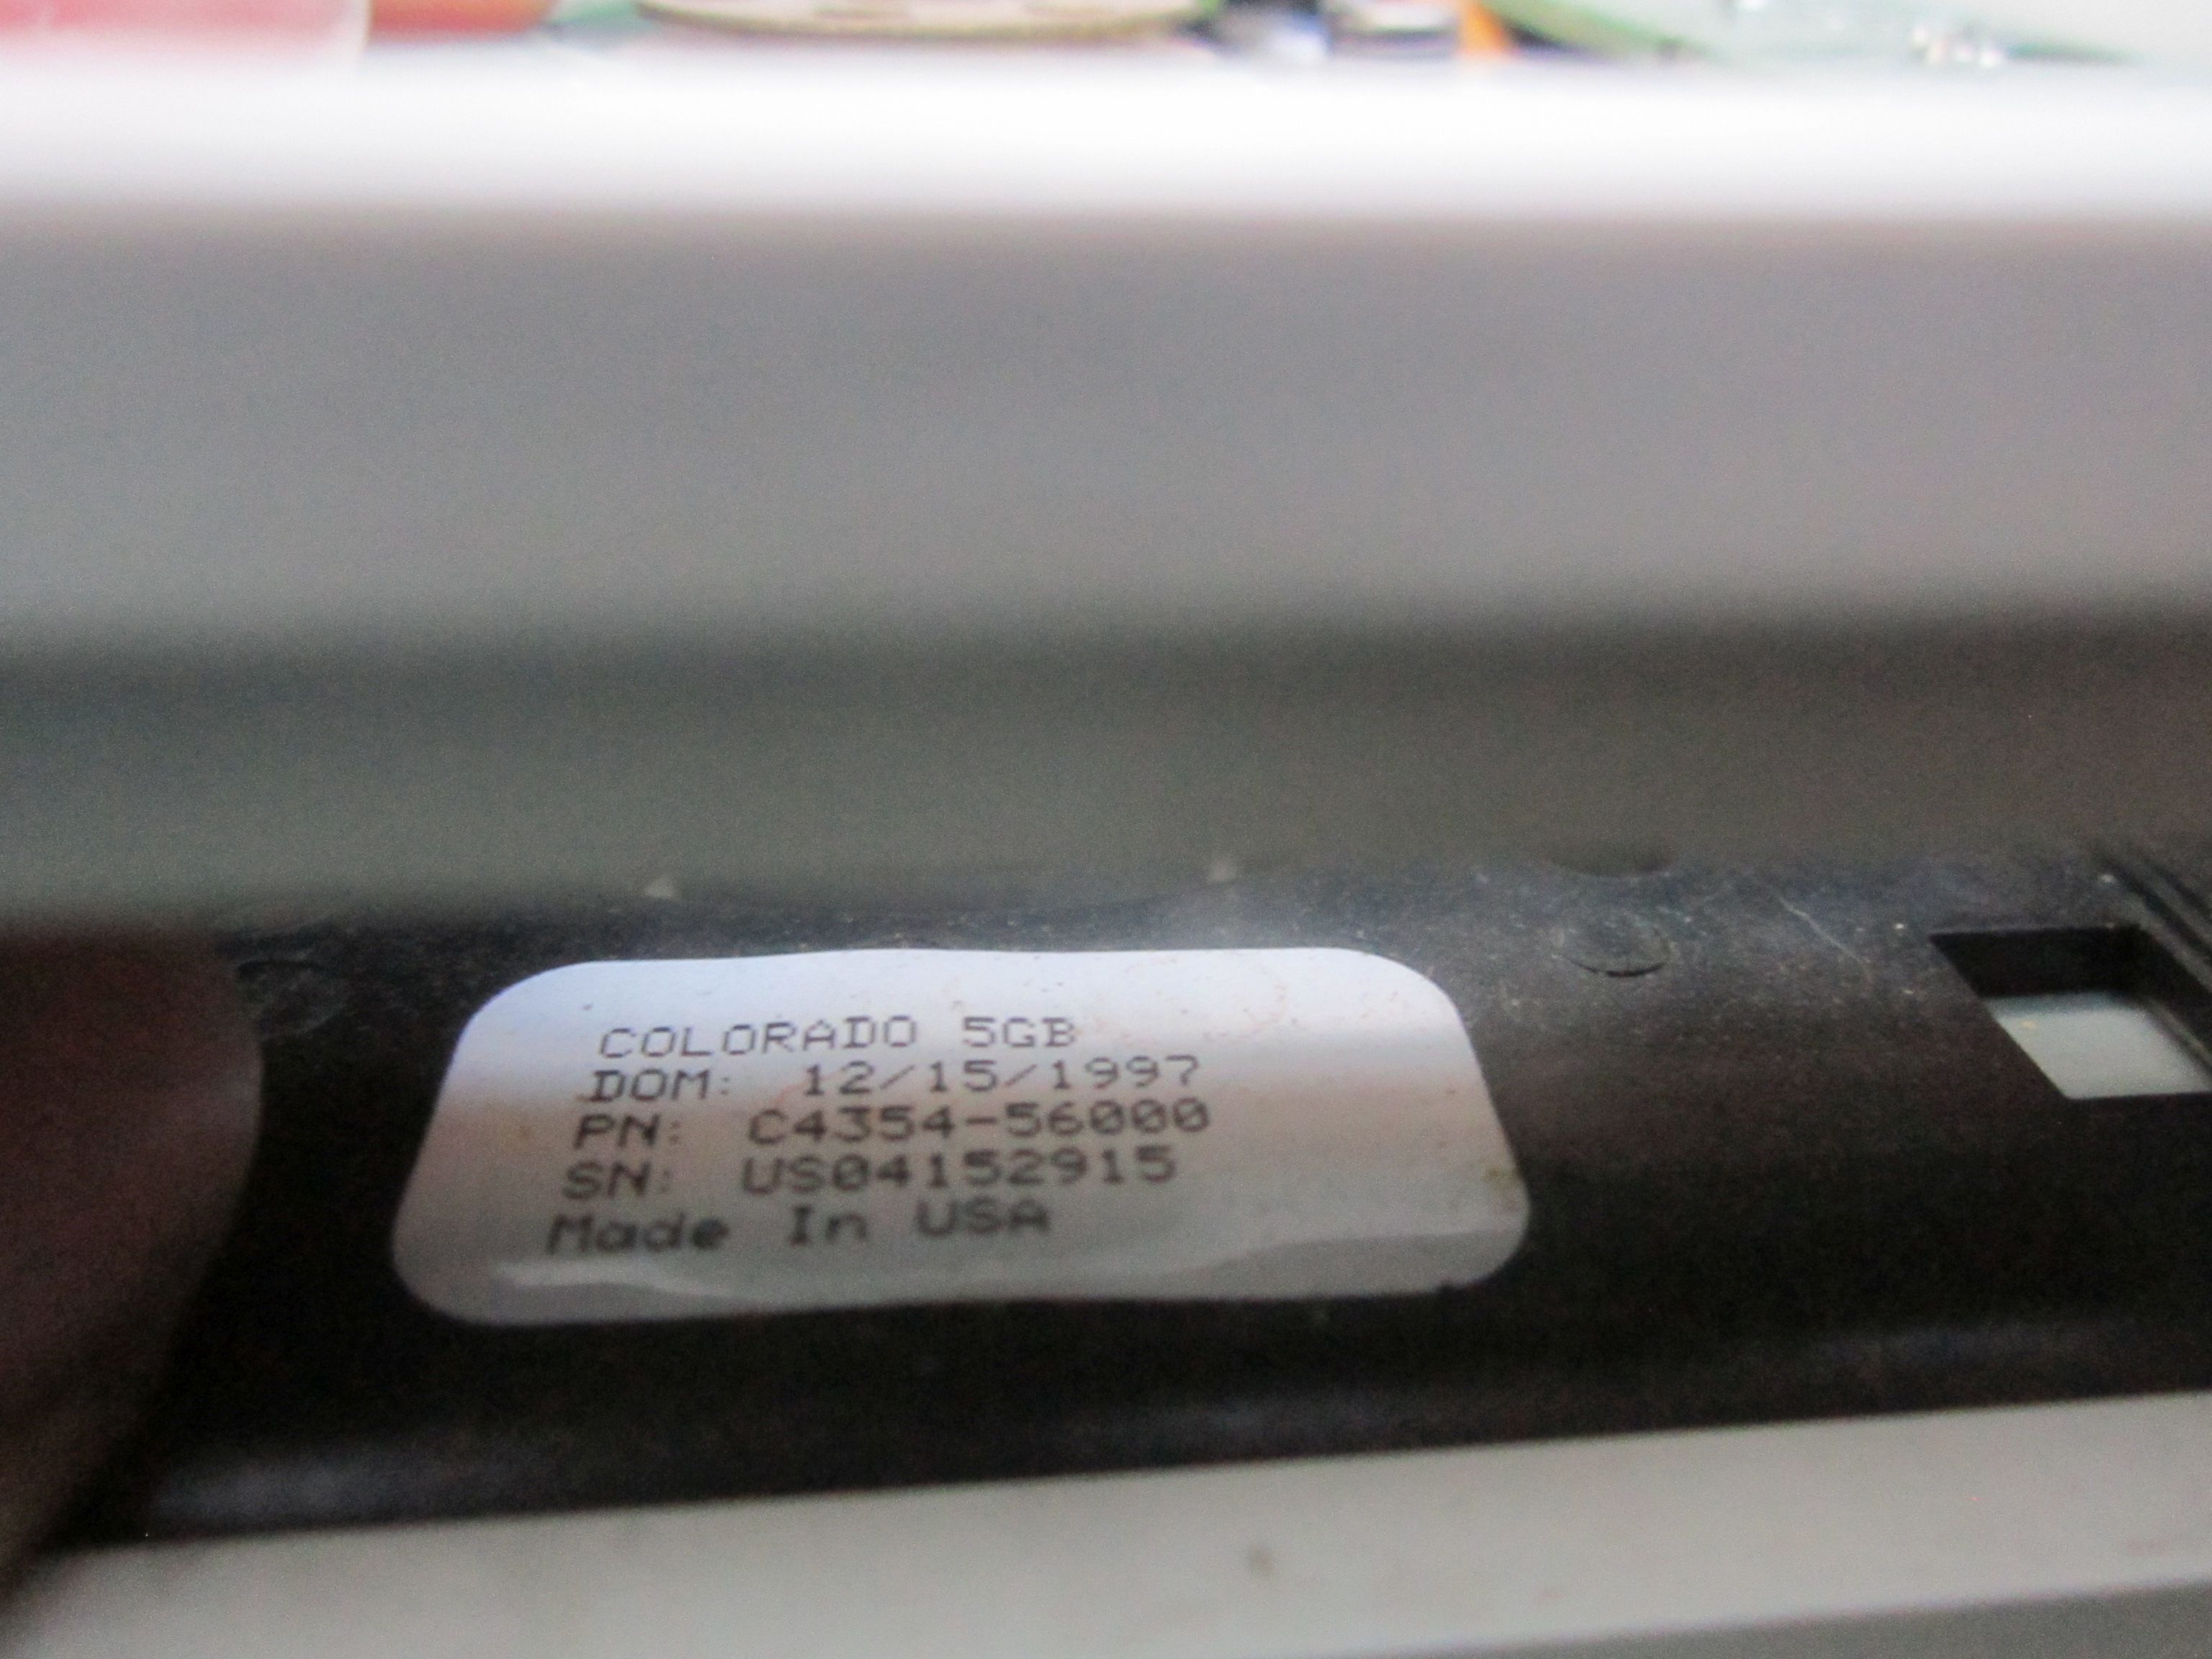 COLORADO 5GB
DOM: 12/15/1997
PN: C4354-56000
SN: US04152915
Made In USA